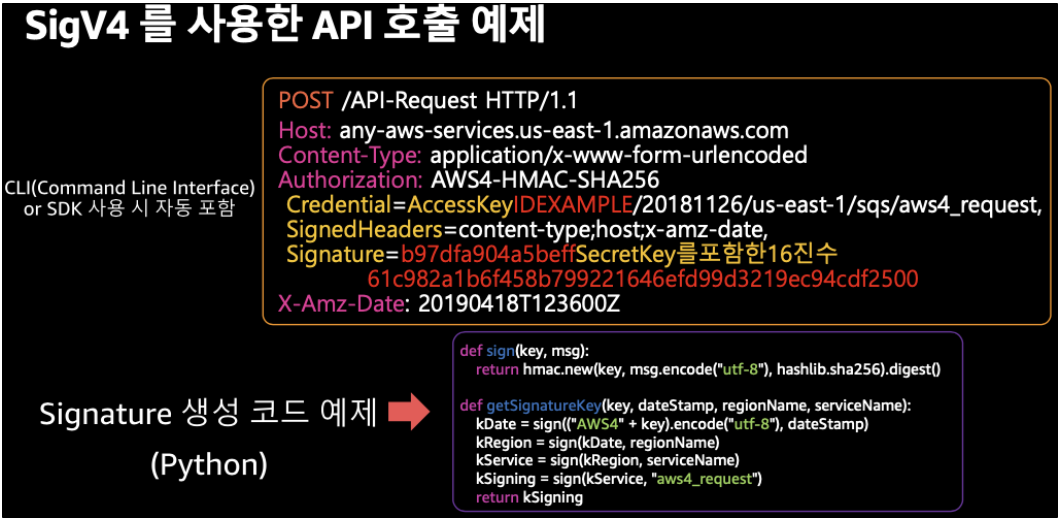 SigV4 를 사용한 API 호출 예제
CLI(Command Line Interface)
or SDK 사용 시 자동 포함
POST /API-Request HTTP/1.1
Host: any-aws-services.us-east-1.amazonaws.com
Content-Type: application/x-www-form-urlencoded
Authorization: AWS4-HMAC-SHA256
Credential=AccessKeyIDEXAMPLE/20181126/us-east-1/sqs/aws4_request,
SignedHeaders=content-type;host;x-amz-date,
Signature=b97dfa904a5beffSecretKey를포함한16진수
61c982a1b6f458b799221646efd99d3219ec94cdf2500
X-Amz-Date: 20190418T123600Z
Signature 생성 코드 예제
(Python)
def sign(key, msg):
return hmac.new(key, msg.encode("utf-8"), hashlib.sha256).digest()
def getSignatureKey(key, dateStamp, regionName, serviceName):
kDate = sign(("AWS4" + key).encode("utf-8"), dateStamp)
kRegion = sign(kDate, regionName)
kService = sign(kRegion, serviceName)
kSigning = sign(kService, "aws4_request")
return kSigning